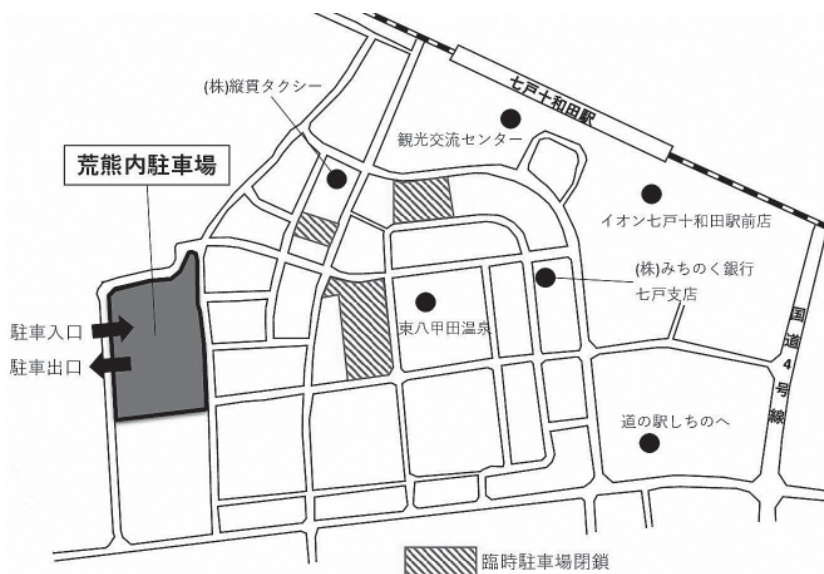 七戸十和田駅
(株)縦貫タクシー
観光交流センター
荒熊内駐車場
イオン七戸十和田駅前店
(株)みちのく銀行
七戸支店
東八甲田温泉
駐車入口
駐車出口
国道4号線
道の駅しちのへ
臨時駐車場閉鎖